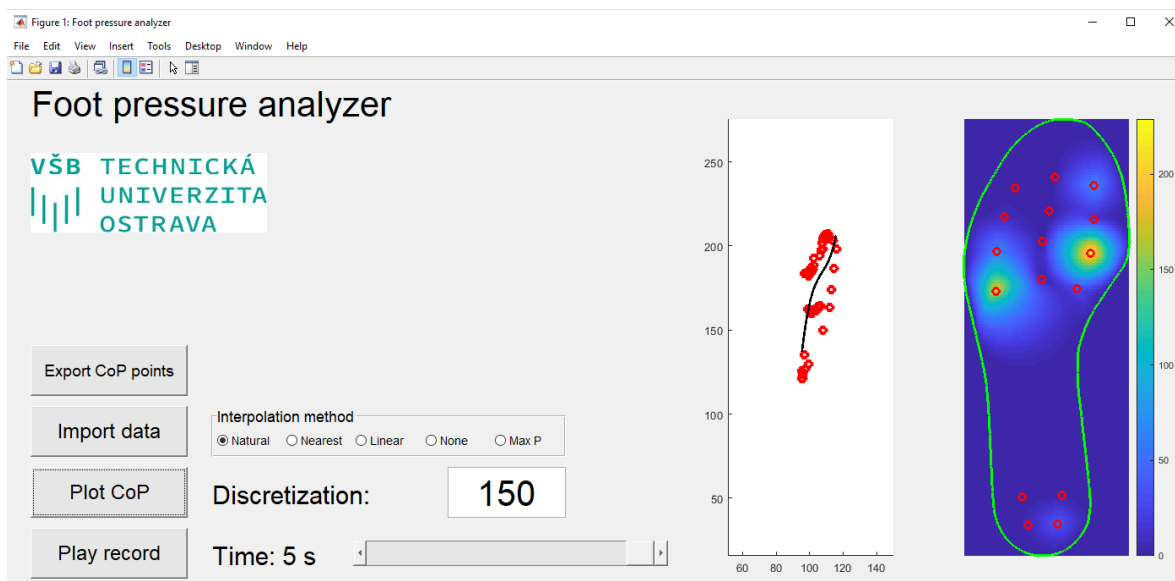 Figure 1: Foot pressure analyzer
File Edit View Insert Tools Desktop Window Help
Foot pressure analyzer
VŠB TECHNICKÁ
UNIVERZITA
OSTRAVA
Export CoP points
Import data
Interpolation method
Natural Nearest Linear None Max P
Plot CoP
Discretization:
150
Play record
Time: 5 s
250
200
150
100
50
60 80 100 120 140
200
150
100
50
0